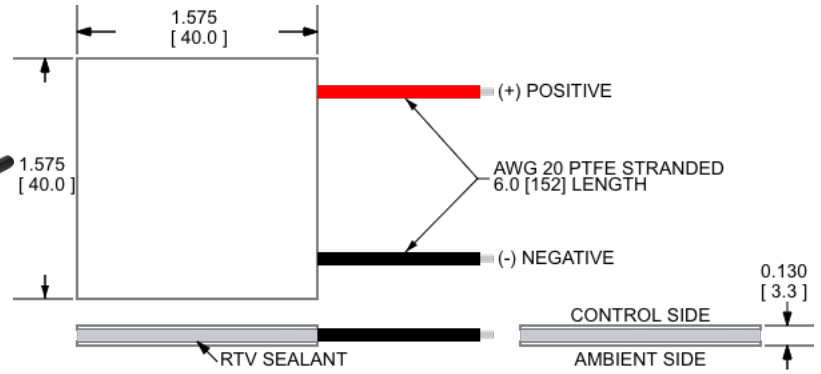 1.575
[ 40.0 ]
(+) POSITIVE
1.575
[ 40.0 ]
AWG 20 PTFE STRANDED
6.0 [152] LENGTH
(-) NEGATIVE
0.130
[ 3.3 ]
CONTROL SIDE
RTV SEALANT
AMBIENT SIDE